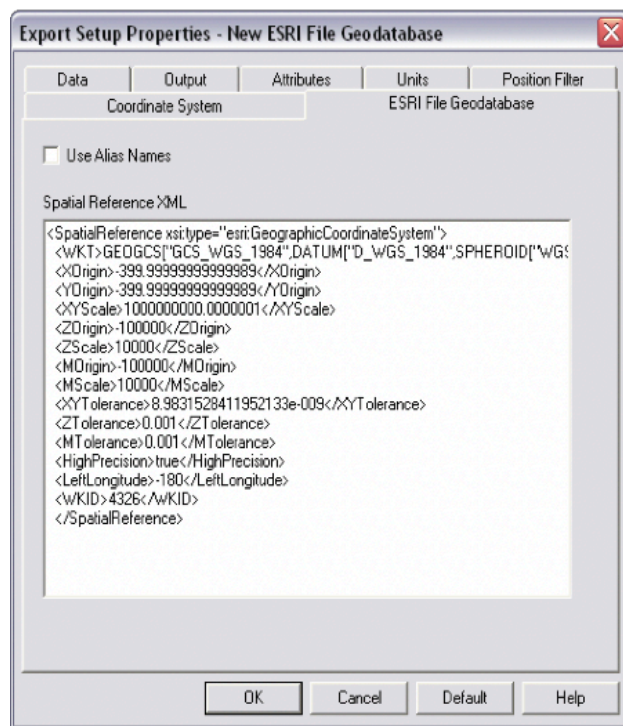 Export Setup Properties - New ESRI File Geodatabase
Data
Output
Attributes
Units
Position Filter
Coordinate System
ESRI File Geodatabase
Use Alias Names
Spatial Reference XML
<SpatialReference xsi:type="esri:GeographicCoordinateSystem">
<WKT>GEOGCS["GCS_WGS_1984",DATUM["D_WGS_1984",SPHEROID["WGS
<XOrigin>-399.99999999999989</XOrigin>
<YOrigin>-399.99999999999989</YOrigin>
<XYScale>1000000000.0000001</XYScale>
<ZOrigin>-100000</ZOrigin>
<ZScale>10000</ZScale>
<MOrigin>-100000</MOrigin>
<MScale>10000</MScale>
<XYTolerance>8.9831528411952133e-009</XYTolerance>
<ZTolerance>0.001</ZTolerance>
<MTolerance>0.001</MTolerance>
<HighPrecision>true</HighPrecision>
<LeftLongitude>-180</LeftLongitude>
<WKID>4326</WKID>
</SpatialReference>
OK
Cancel
Default
Help